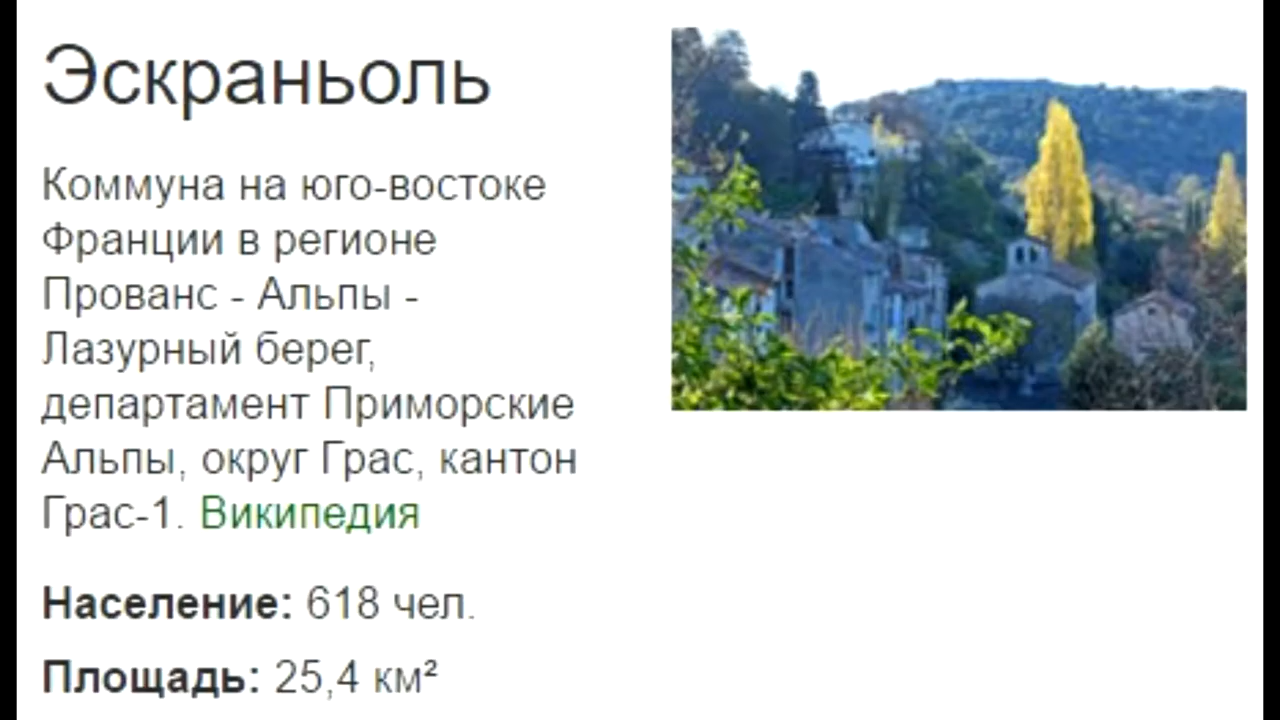 Эскраньоль
Коммуна на юго-востоке
Франции в регионе
Прованс - Альпы -
Лазурный берег,
департамент Приморские
Альпы, округ Грас, кантон
Грас-1. Википедия
Население: 618 чел.
Площадь: 25,4 км²